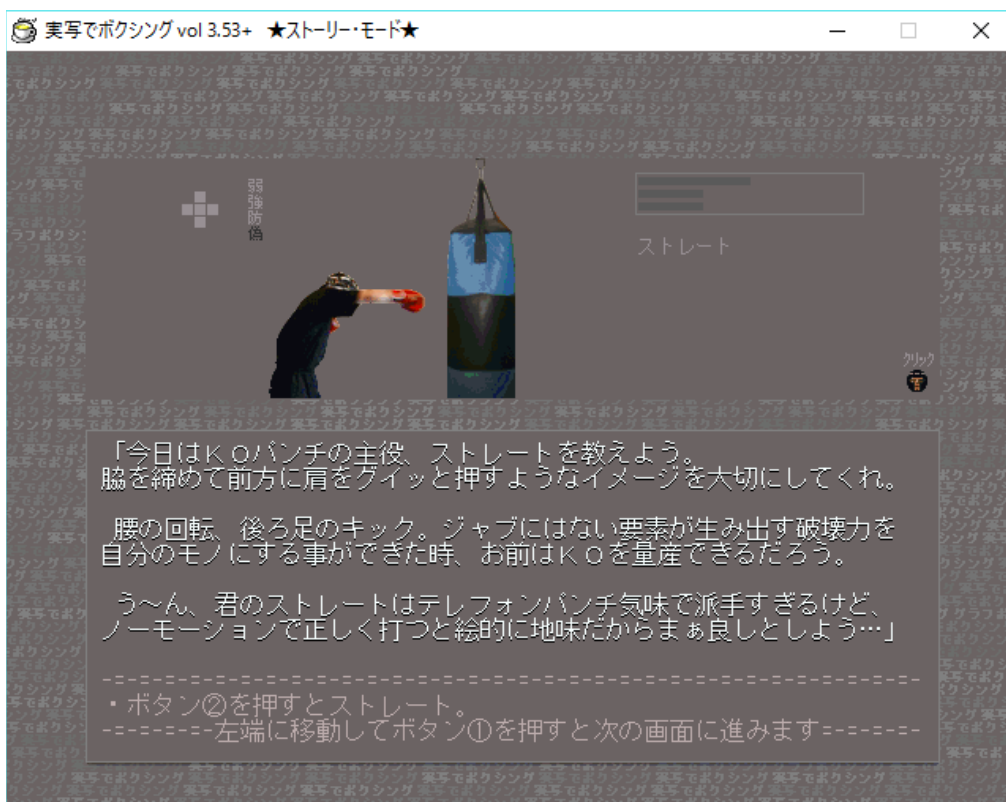 実写でボクシング vol 3.53+ ★ストーリー・モード★
弱
強
防
偽
ストレート
クリック
「今日はＫＯパンチの主役、ストレートを教えよう。
脇を締めて前方に肩をグイッと押すようなイメージを大切にしてくれ。
腰の回転、後ろ足のキック。ジャブにはない要素が生み出す破壊力を
自分のモノにする事ができた時、お前はＫＯを量産できるだろう。
う～ん、君のストレートはテレフォンパンチ気味で派手すぎるけど、
ノーモーションで正しく打つと絵的に地味だからまぁ良しとしよう…」
・ボタン②を押すとストレート。
-=-=-=-=-左端に移動してボタン①を押すと次の画面に進みます=-=-=-=-